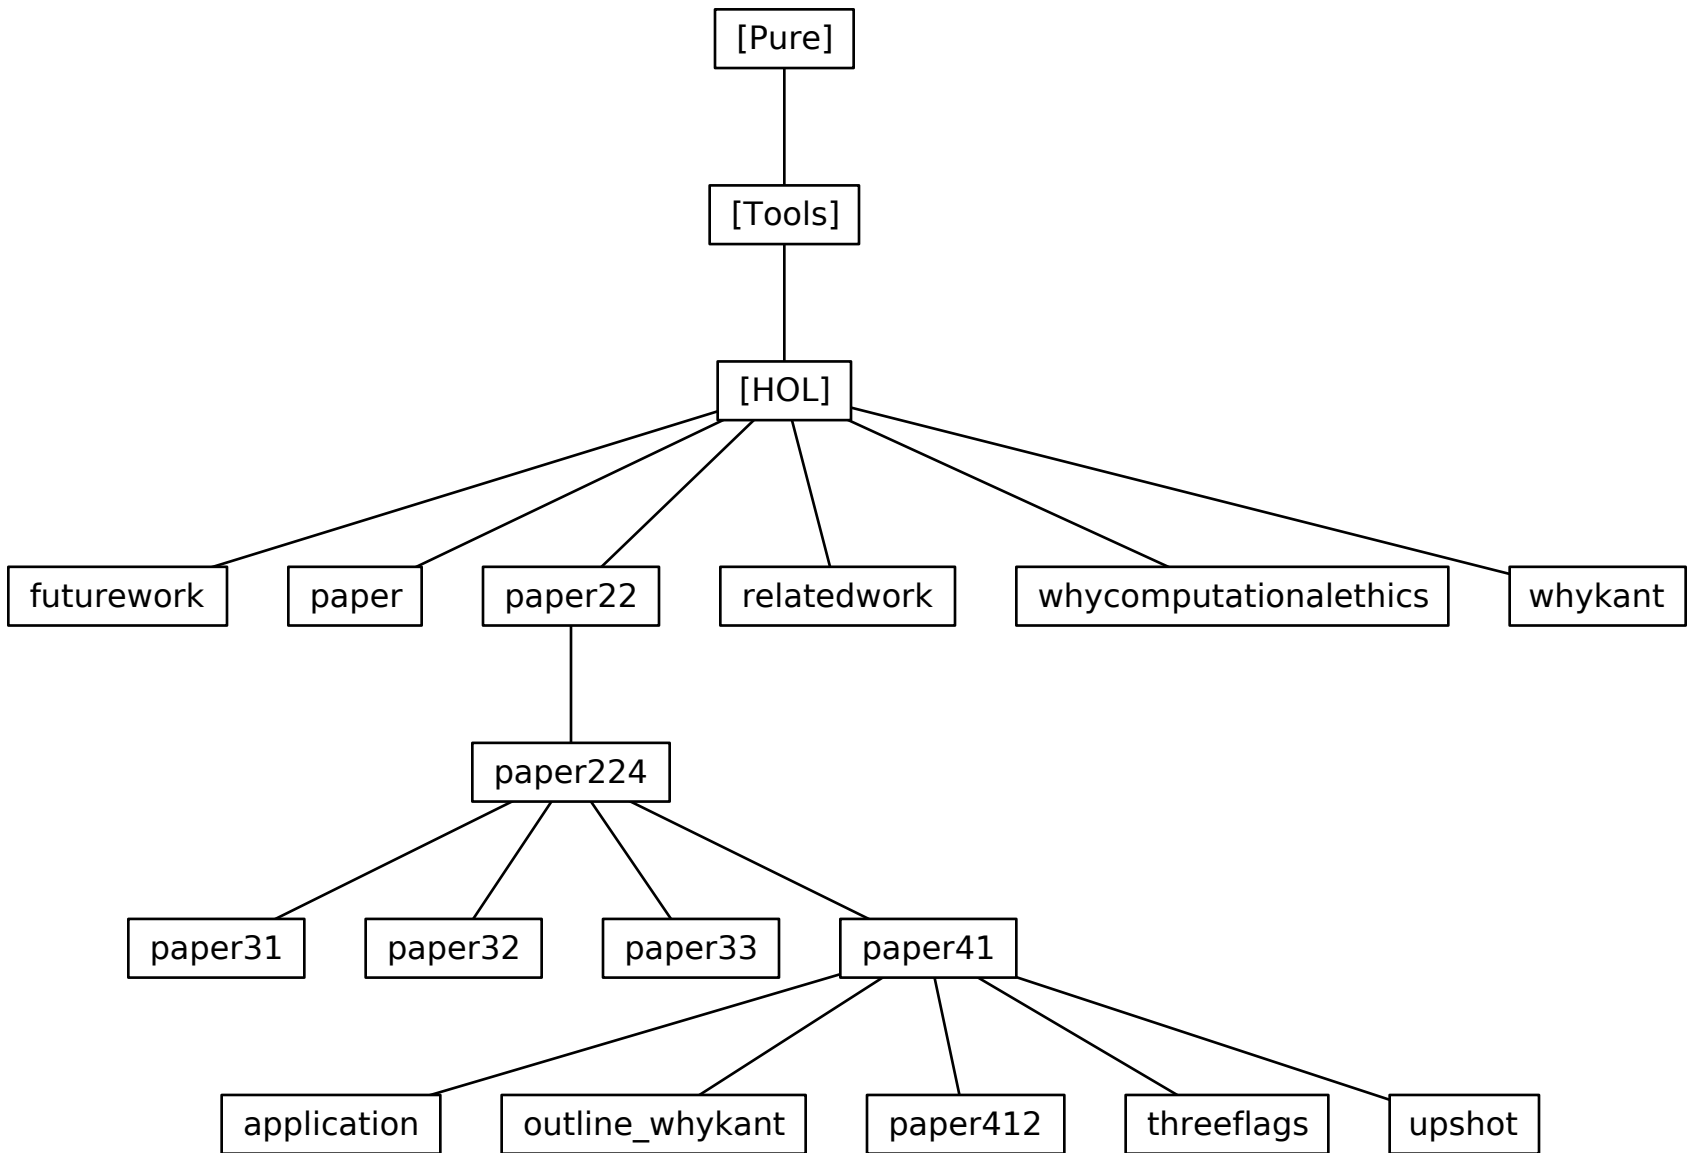 [Pure]
[Tools]
[HOL]
futurework
paper
paper22
relatedwork
whycomputationalethics
whykant
paper224
paper31
paper32
paper33
paper41
application
outline_whykant
paper412
threeflags
upshot